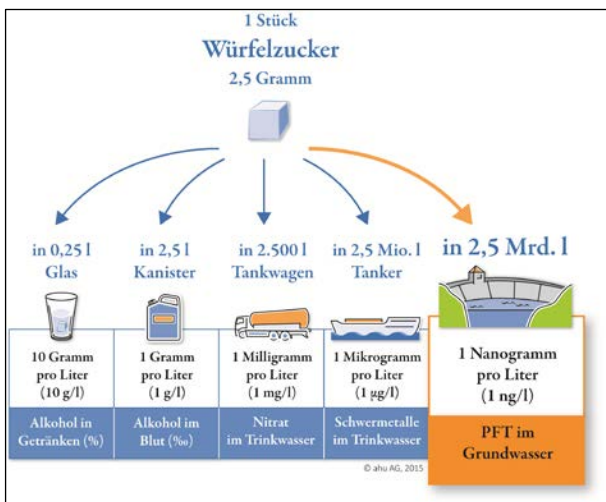 1 Stück
Würfelzucker
2,5 Gramm
in 0,25 l
Glas
in 2,5 l
Kanister
in 2.500 l
Tankwagen
in 2,5 Mio. l
Tanker
in 2,5 Mrd. l
10 Gramm
pro Liter
(10 g/l)
1 Gramm
pro Liter
(1 g/l)
1 Milligramm
pro Liter
(1 mg/l)
1 Mikrogramm
pro Liter
(1 µg/l)
1 Nanogramm
pro Liter
(1 ng/l)
Alkohol in
Getränken (%)
Alkohol im
Blut (‰)
Nitrat
im Trinkwasser
Schwermetalle
im Trinkwasser
PFT im
Grundwasser
© ahu AG, 2015